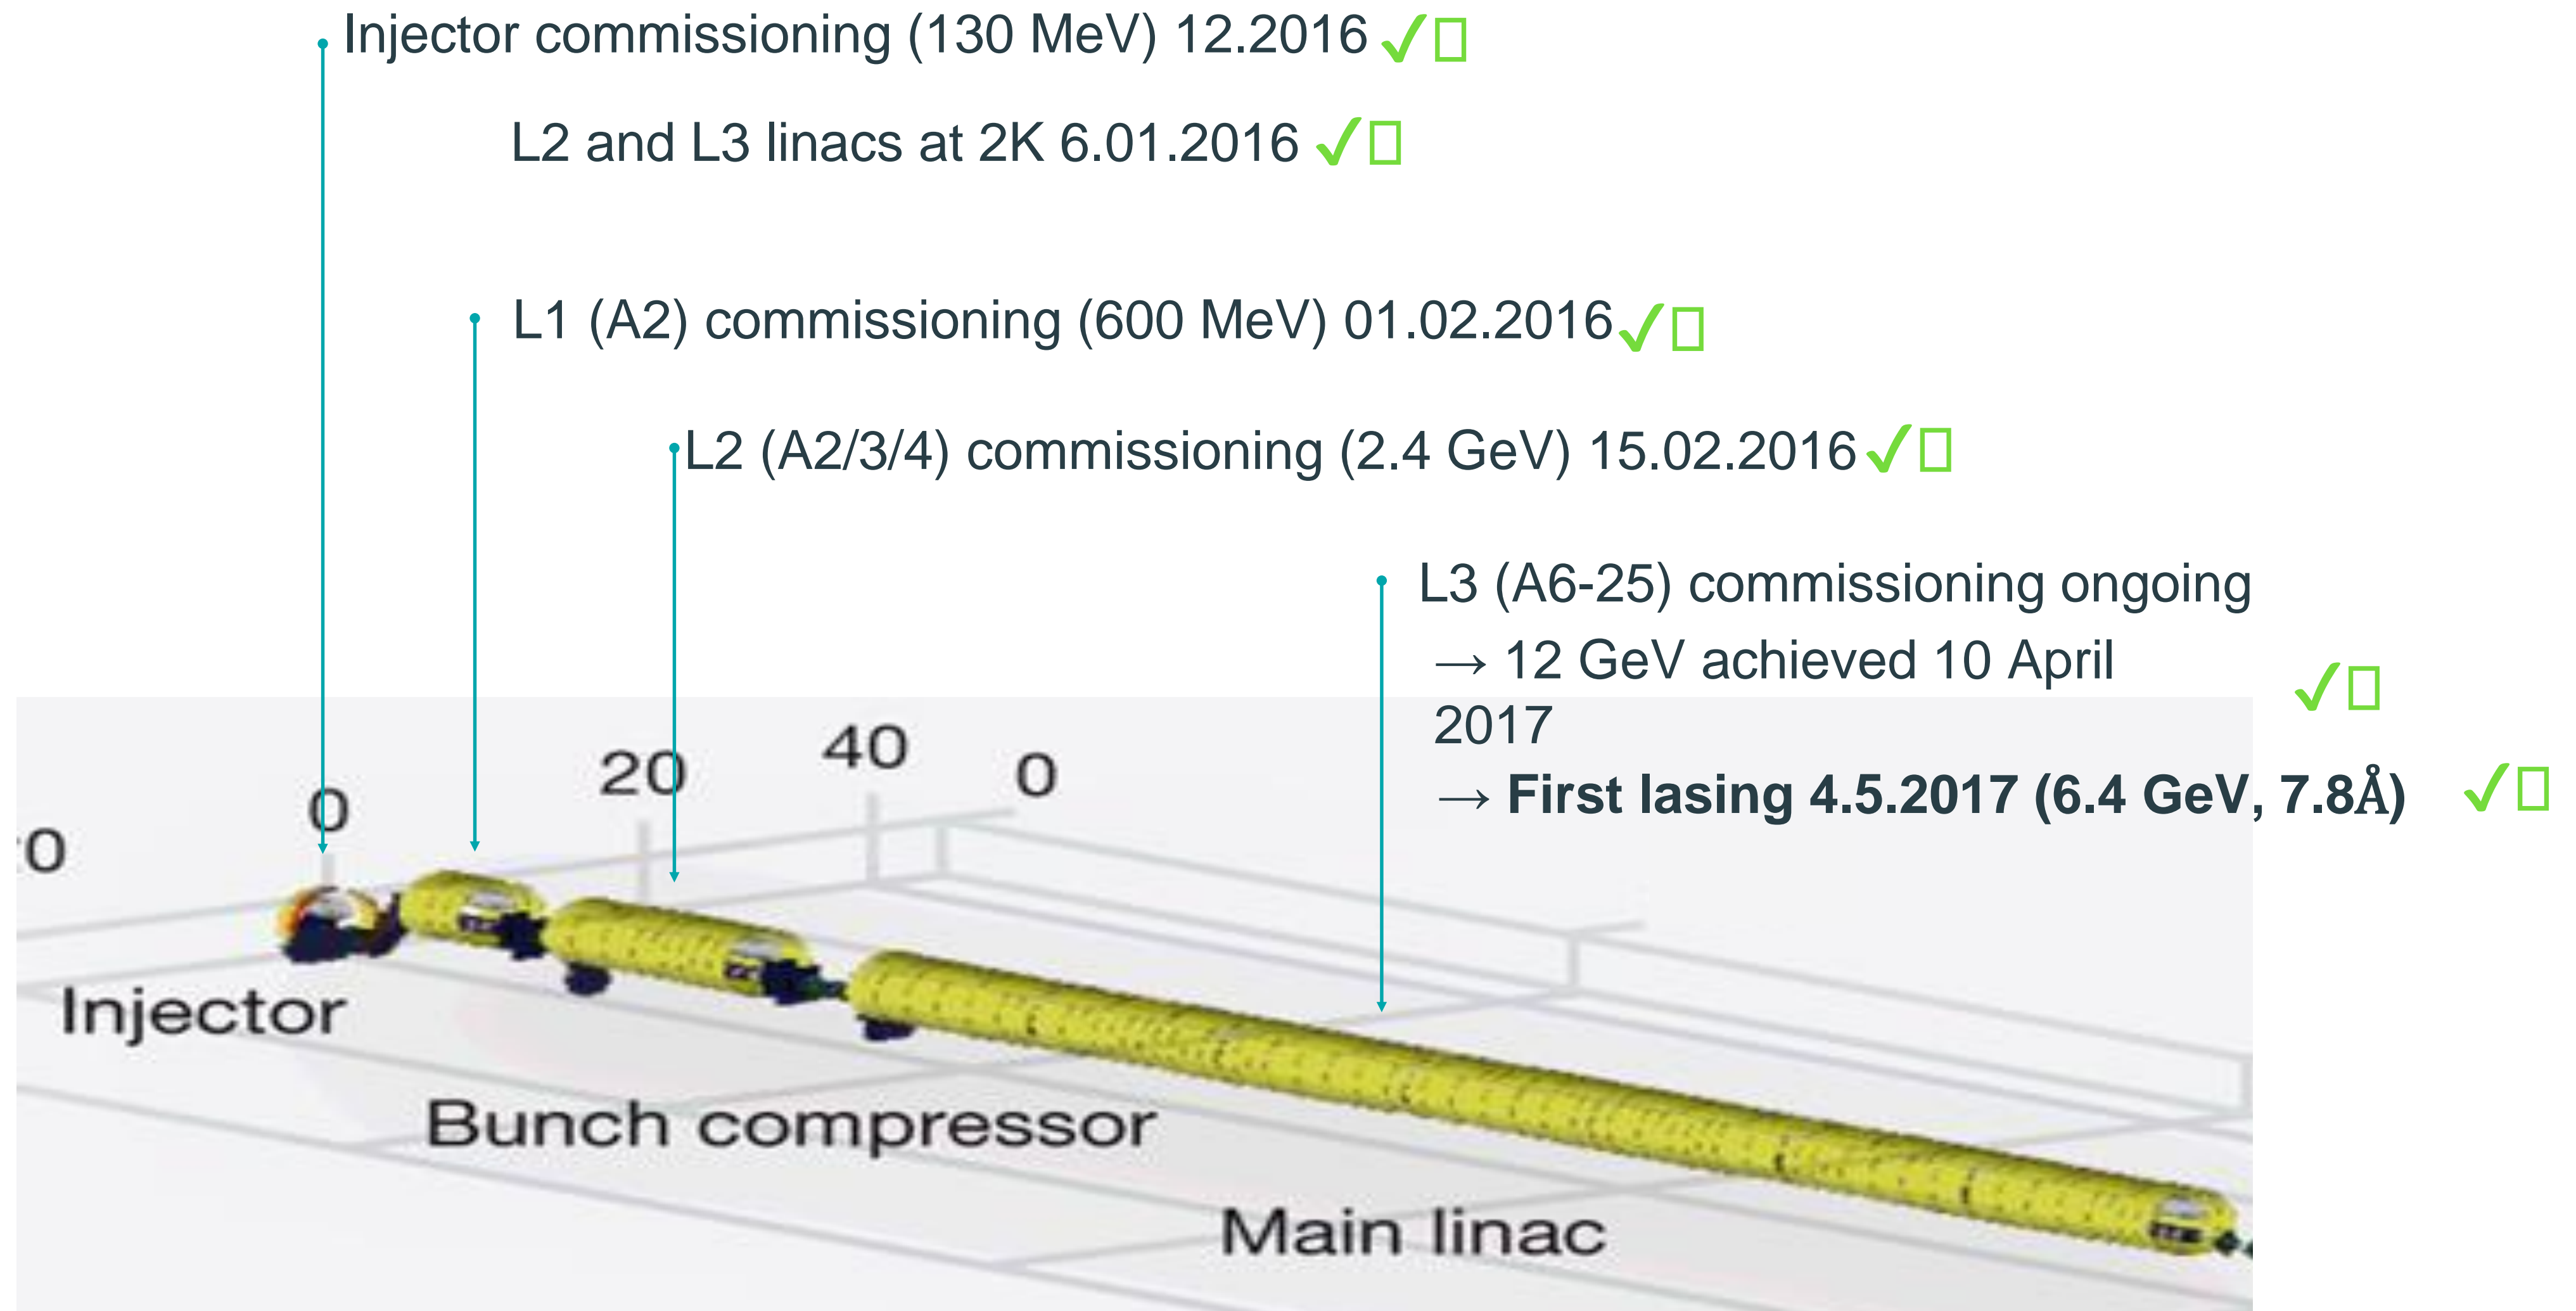 Injector commissioning (130 MeV) 12.2016 ✓
L2 and L3 linacs at 2K 6.01.2016 ✓
L1 (A2) commissioning (600 MeV) 01.02.2016 ✓
L2 (A2/3/4) commissioning (2.4 GeV) 15.02.2016 ✓
L3 (A6-25) commissioning ongoing
→ 12 GeV achieved 10 April
2017 ✓
→ First lasing 4.5.2017 (6.4 GeV, 7.8Å) ✓
0
0
20
40
0
Injector
Bunch compressor
Main linac